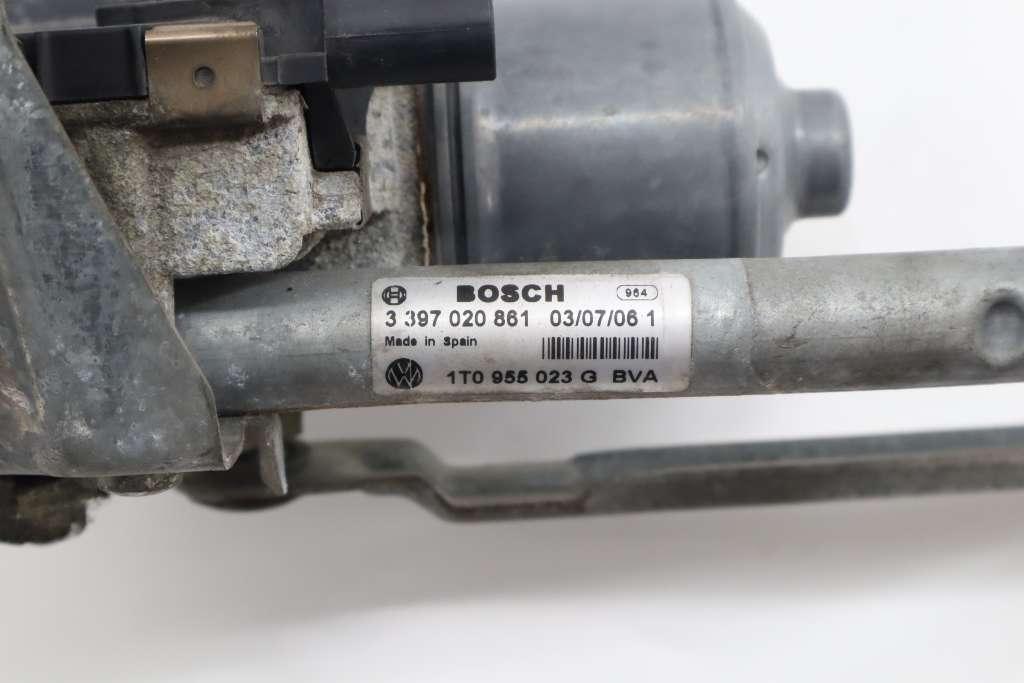 BOSCH 964
3 397 020 861 03/07/06 1
Made in Spain
1T0 955 023 G BVA